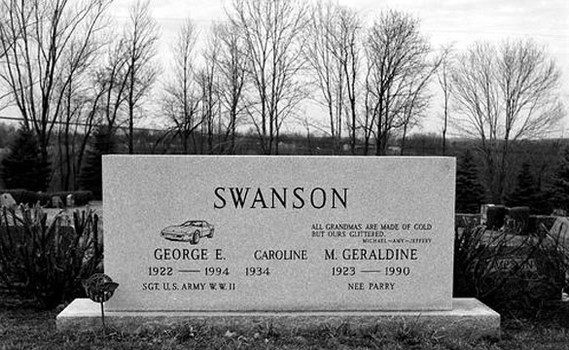 SWANSON
ALL GRANDMAS ARE MADE OF GOLD
BUT OURS GLITTERED.
MICHAEL-AMY-JEFFERY
GEORGE E. CAROLINE M. GERALDINE
1922 — 1994 1934 1923 — 1990
SGT. U.S. ARMY W.W. II NEE PARRY